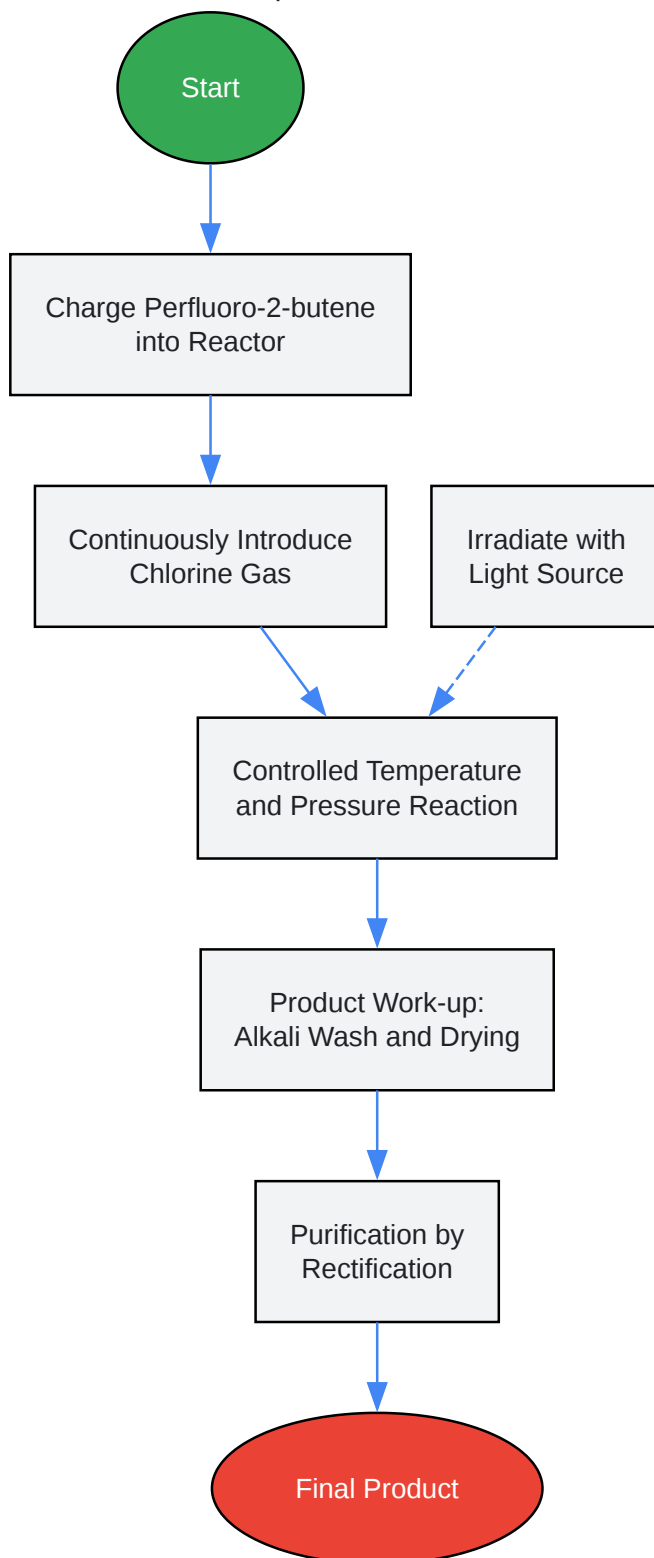 Start
Charge Perfluoro-2-butene
into Reactor
Continuously Introduce
Chlorine Gas
Irradiate with
Light Source
Controlled Temperature
and Pressure Reaction
Product Work-up:
Alkali Wash and Drying
Purification by
Rectification
Final Product